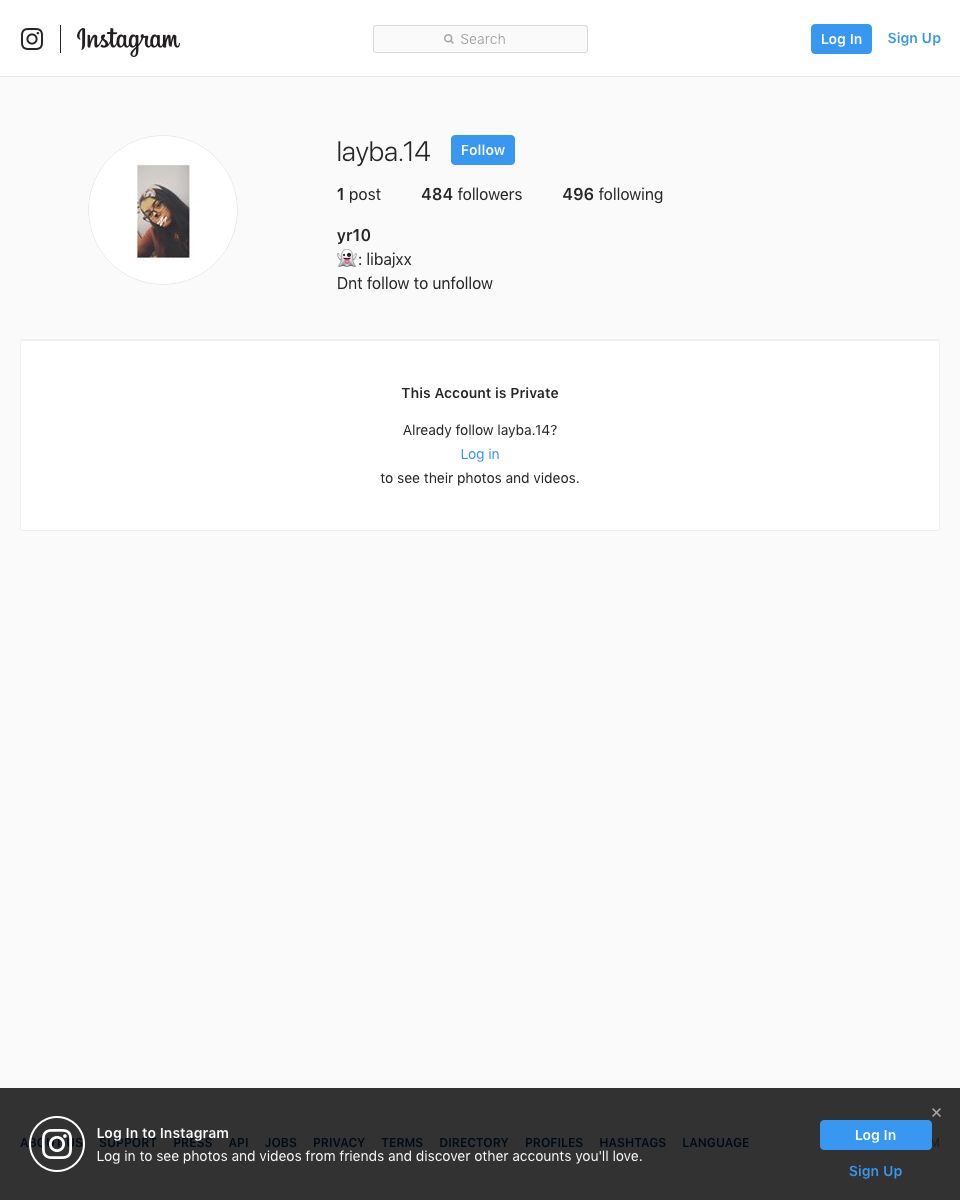 Instagram
Search
Log In
Sign Up
layba.14
Follow
1 post 484 followers 496 following
yr10
👻: libajxx
Dnt follow to unfollow
This Account is Private
Already follow layba.14?
Log in
to see their photos and videos.
SUPPORT PRESS API JOBS PRIVACY TERMS DIRECTORY PROFILES HASHTAGS LANGUAGE
Log In to Instagram
Log in to see photos and videos from friends and discover other accounts you'll love.
Log In
Sign Up